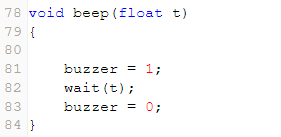 78 void beep(float t)
79 {
80
81     buzzer = 1;
82     wait(t);
83     buzzer = 0;
84 }